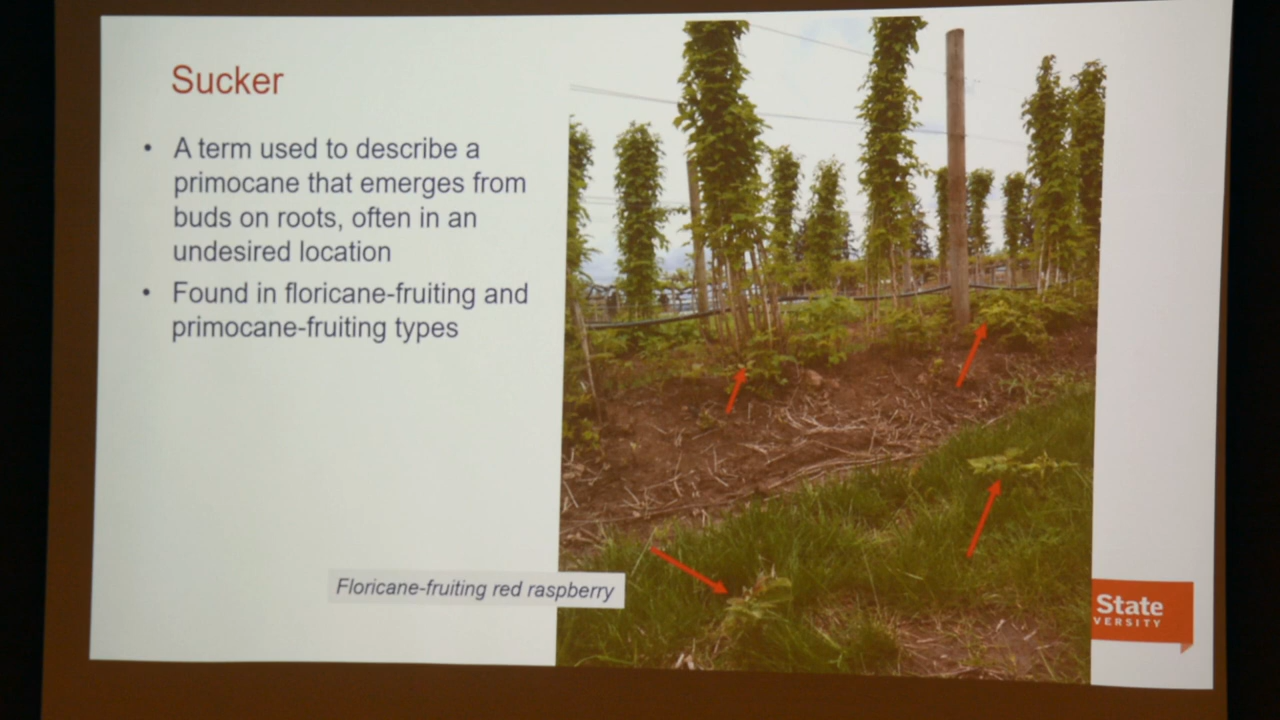 Sucker
• A term used to describe a
primocane that emerges from
buds on roots, often in an
undesired location
• Found in floricane-fruiting and
primocane-fruiting types
Floricane-fruiting red raspberry
State
VERSITY